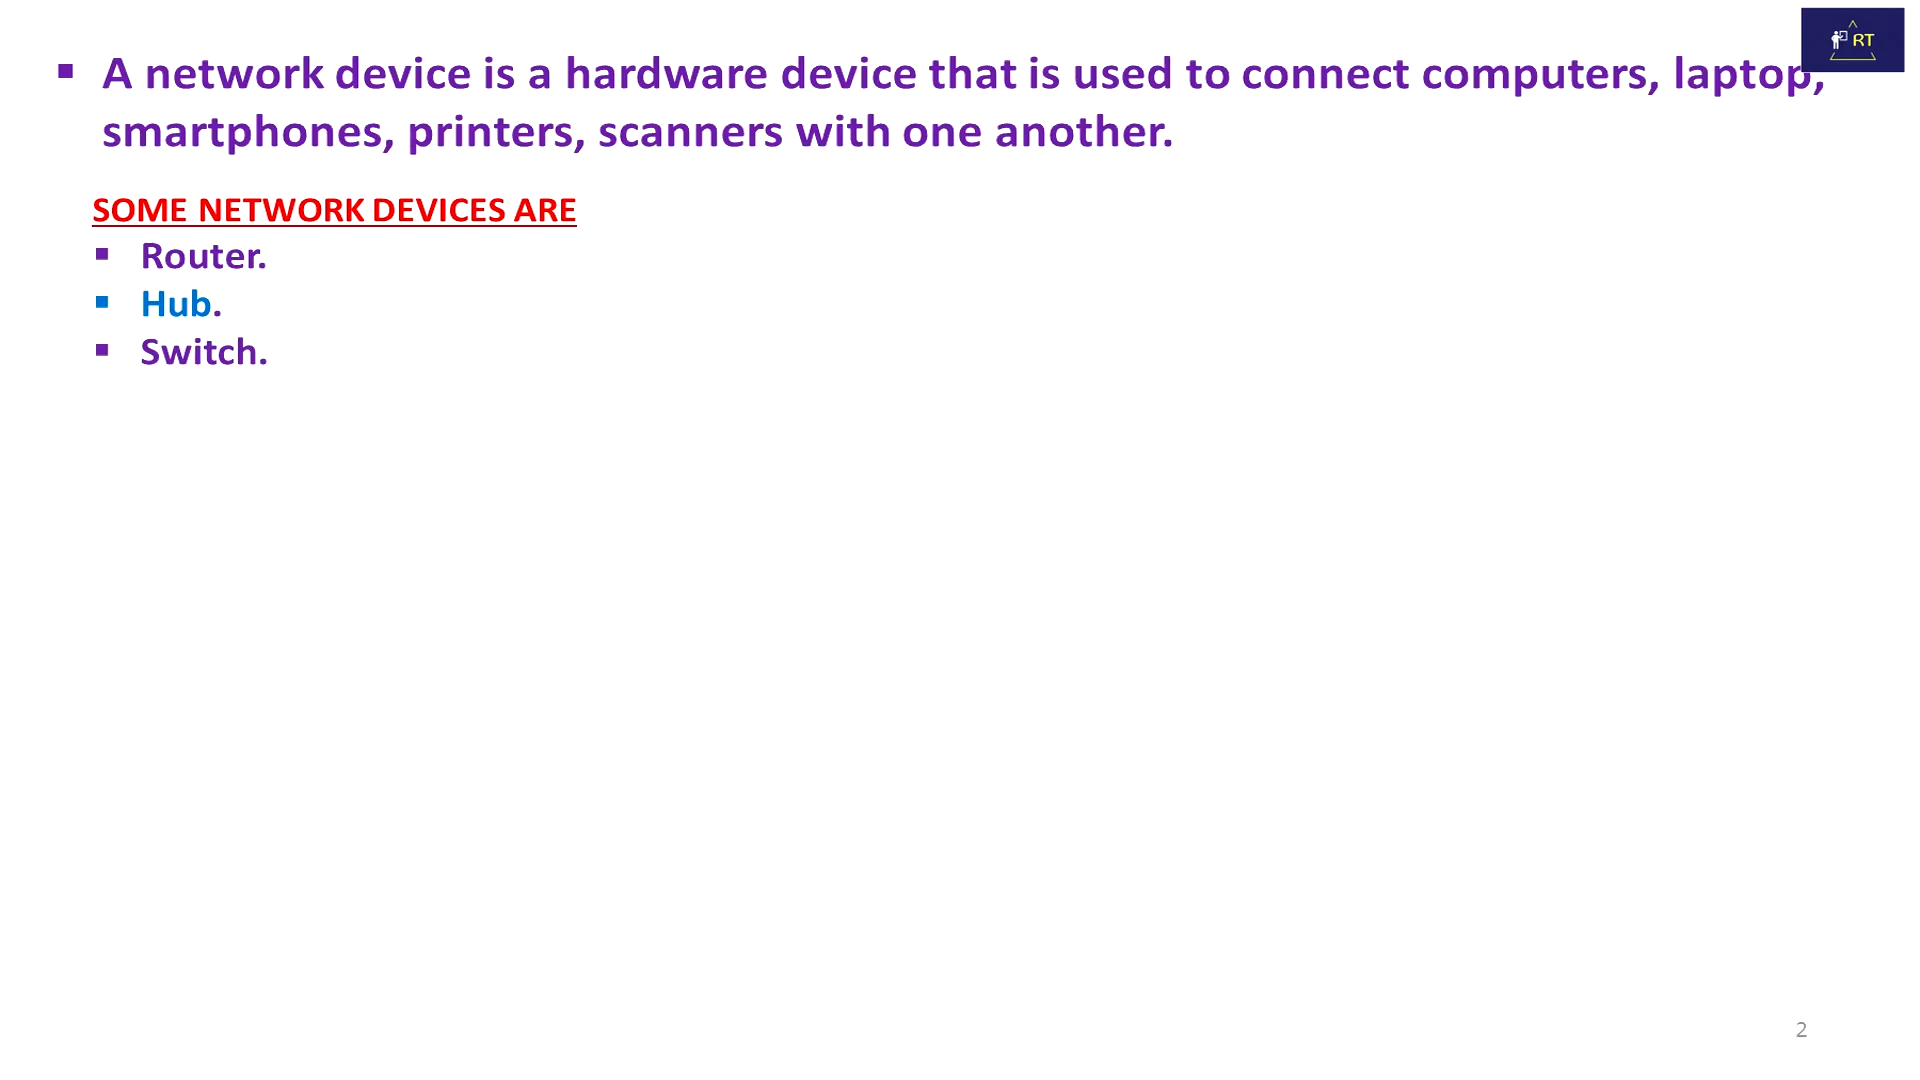 RT
▪ A network device is a hardware device that is used to connect computers, laptop,
smartphones, printers, scanners with one another.
SOME NETWORK DEVICES ARE
▪ Router.
▪ Hub.
▪ Switch.
2